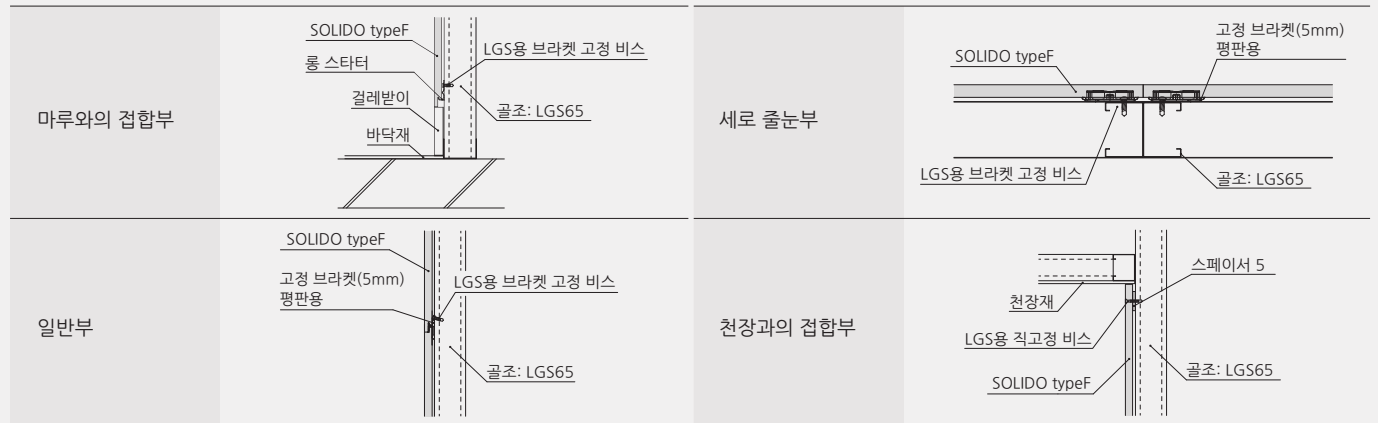 마루와의 접합부
SOLIDO typeF
롱 스타터
걸레받이
바닥재
LGS용 브라켓 고정 비스
골조: LGS65
세로 줄눈부
SOLIDO typeF
고정 브라켓(5mm)
평판용
LGS용 브라켓 고정 비스
골조: LGS65
일반부
SOLIDO typeF
고정 브라켓(5mm)
평판용
LGS용 브라켓 고정 비스
골조: LGS65
천장과의 접합부
스페이서 5
천장재
LGS용 직고정 비스
SOLIDO typeF
골조: LGS65